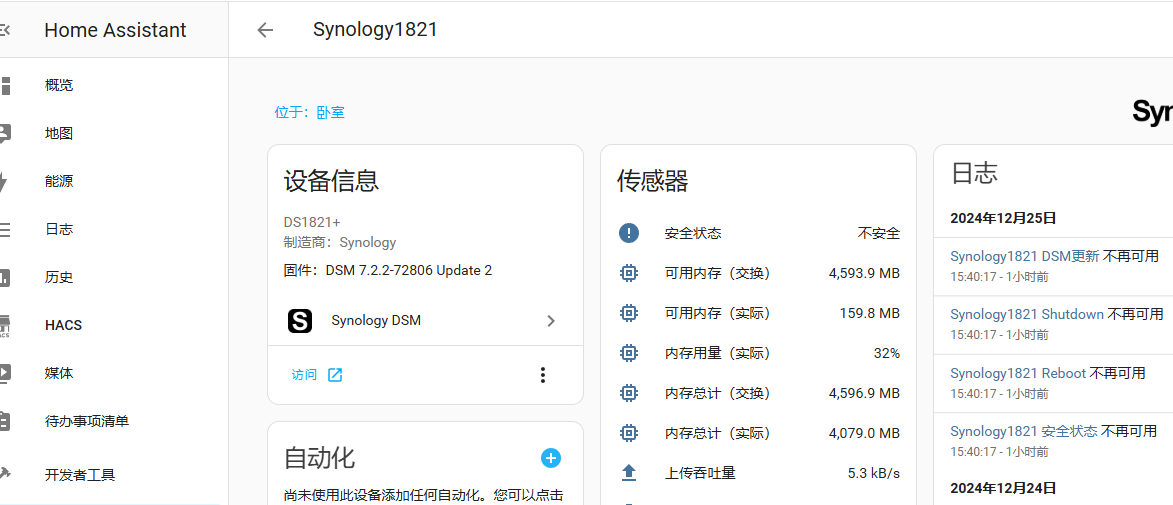 Home Assistant
Synology1821
概览
地图
能源
日志
历史
HACS
媒体
待办事项清单
开发者工具
位于：卧室
Syn
设备信息
DS1821+
制造商：Synology
固件：DSM 7.2.2-72806 Update 2
S
Synology DSM
访问
自动化
尚未使用此设备添加任何自动化。您可以点击
传感器
安全状态 不安全
可用内存（交换） 4,593.9 MB
可用内存（实际） 159.8 MB
内存用量（实际） 32%
内存总计（交换） 4,596.9 MB
内存总计（实际） 4,079.0 MB
上传吞吐量 5.3 kB/s
日志
2024年12月25日
Synology1821 DSM更新 不再可用
15:40:17 - 1小时前
Synology1821 Shutdown 不再可用
15:40:17 - 1小时前
Synology1821 Reboot 不再可用
15:40:17 - 1小时前
Synology1821 安全状态 不再可用
15:40:17 - 1小时前
2024年12月24日